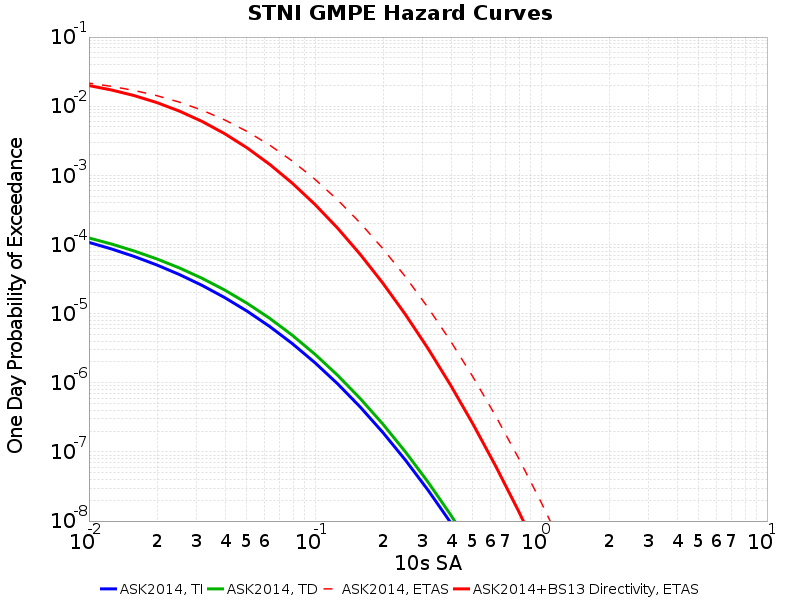 STNI GMPE Hazard Curves
One Day Probability of Exceedance
10-1
10-2
10-3
10-4
10-5
10-6
10-7
10-8
10-2 2 3 4 5 6 10-1 2 3 4 5 6 7 100 2 3 4 5 6 7 101
10s SA
ASK2014, TI ASK2014, TD ASK2014, ETAS ASK2014+BS13 Directivity, ETAS